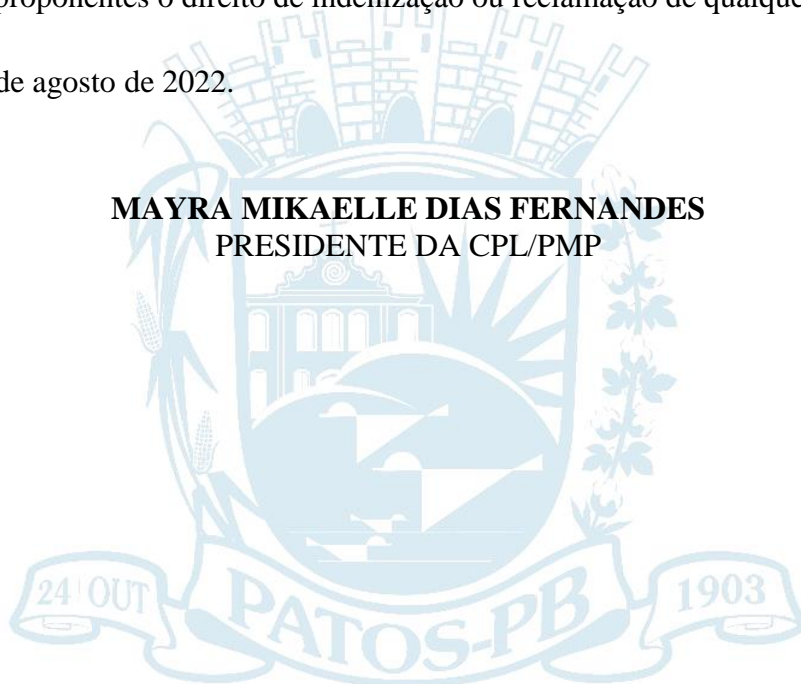 proponentes o direito de indenização ou reclamação de qualque
de agosto de 2022.
MAYRA MIKAELLE DIAS FERNANDES
PRESIDENTE DA CPL/PMP
24 OUT
PATOS-PB
1903